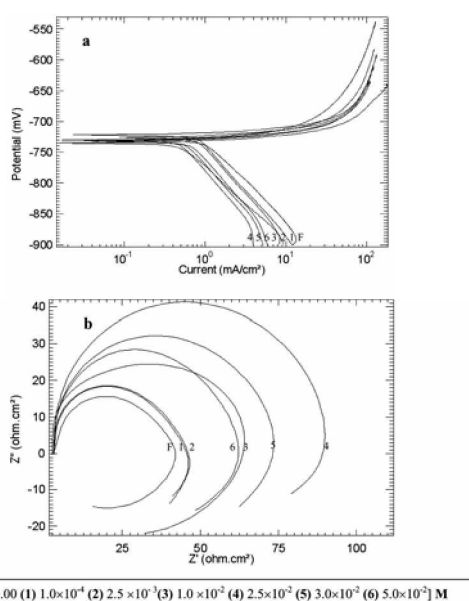 a
-550
-600
-650
-700
-750
-800
-850
-900
Potential (mV)
4 5 6 3 2 1 F
10⁻¹ 10⁰ 10¹ 10²
Current (mA/cm²)
b
40
30
20
10
0
-10
-20
Z" (ohm.cm²)
F 1 2 6 3 5 4
25 50 75 100
Z' (ohm.cm²)
.00 (1) 1.0×10⁻⁴ (2) 2.5 ×10⁻³(3) 1.0 ×10⁻² (4) 2.5×10⁻² (5) 3.0×10⁻² (6) 5.0×10⁻²] M